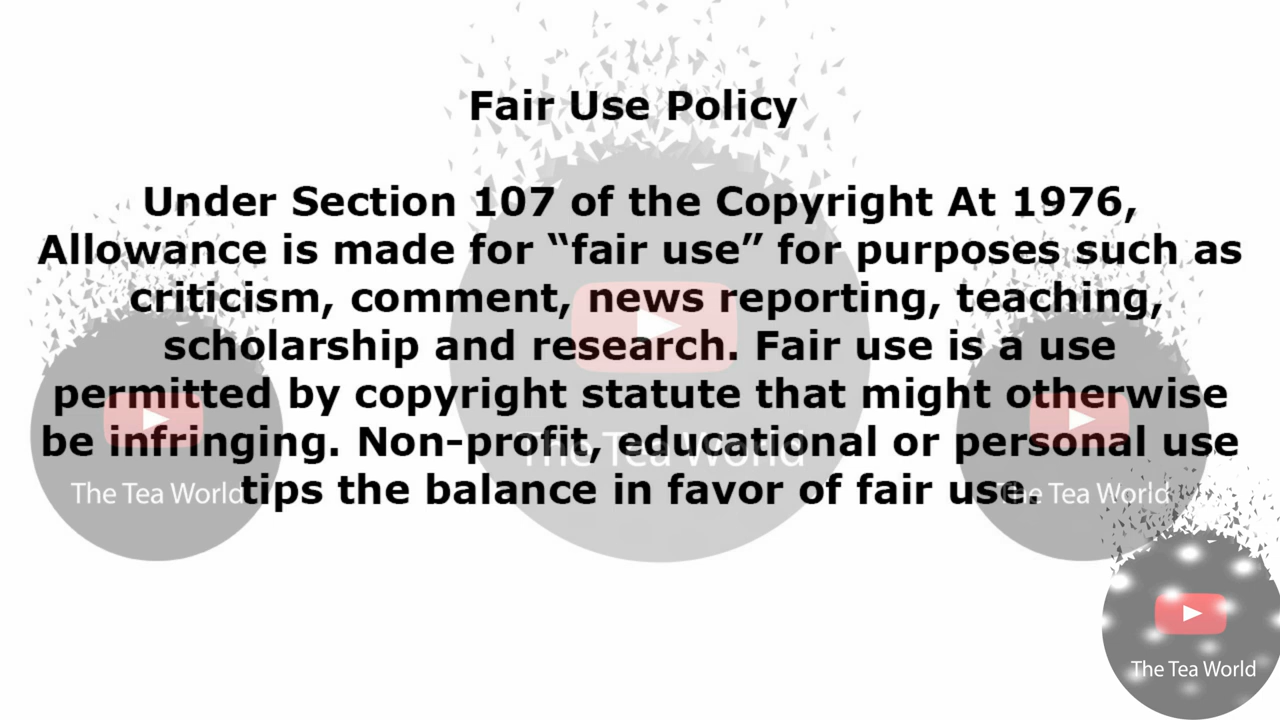 Fair Use Policy
Under Section 107 of the Copyright At 1976,
Allowance is made for “fair use” for purposes such as
criticism, comment, news reporting, teaching,
scholarship and research. Fair use is a use
permitted by copyright statute that might otherwise
be infringing. Non-profit, educational or personal use
tips the balance in favor of fair use.
The Tea World
The Tea World
The Tea World
The Tea World